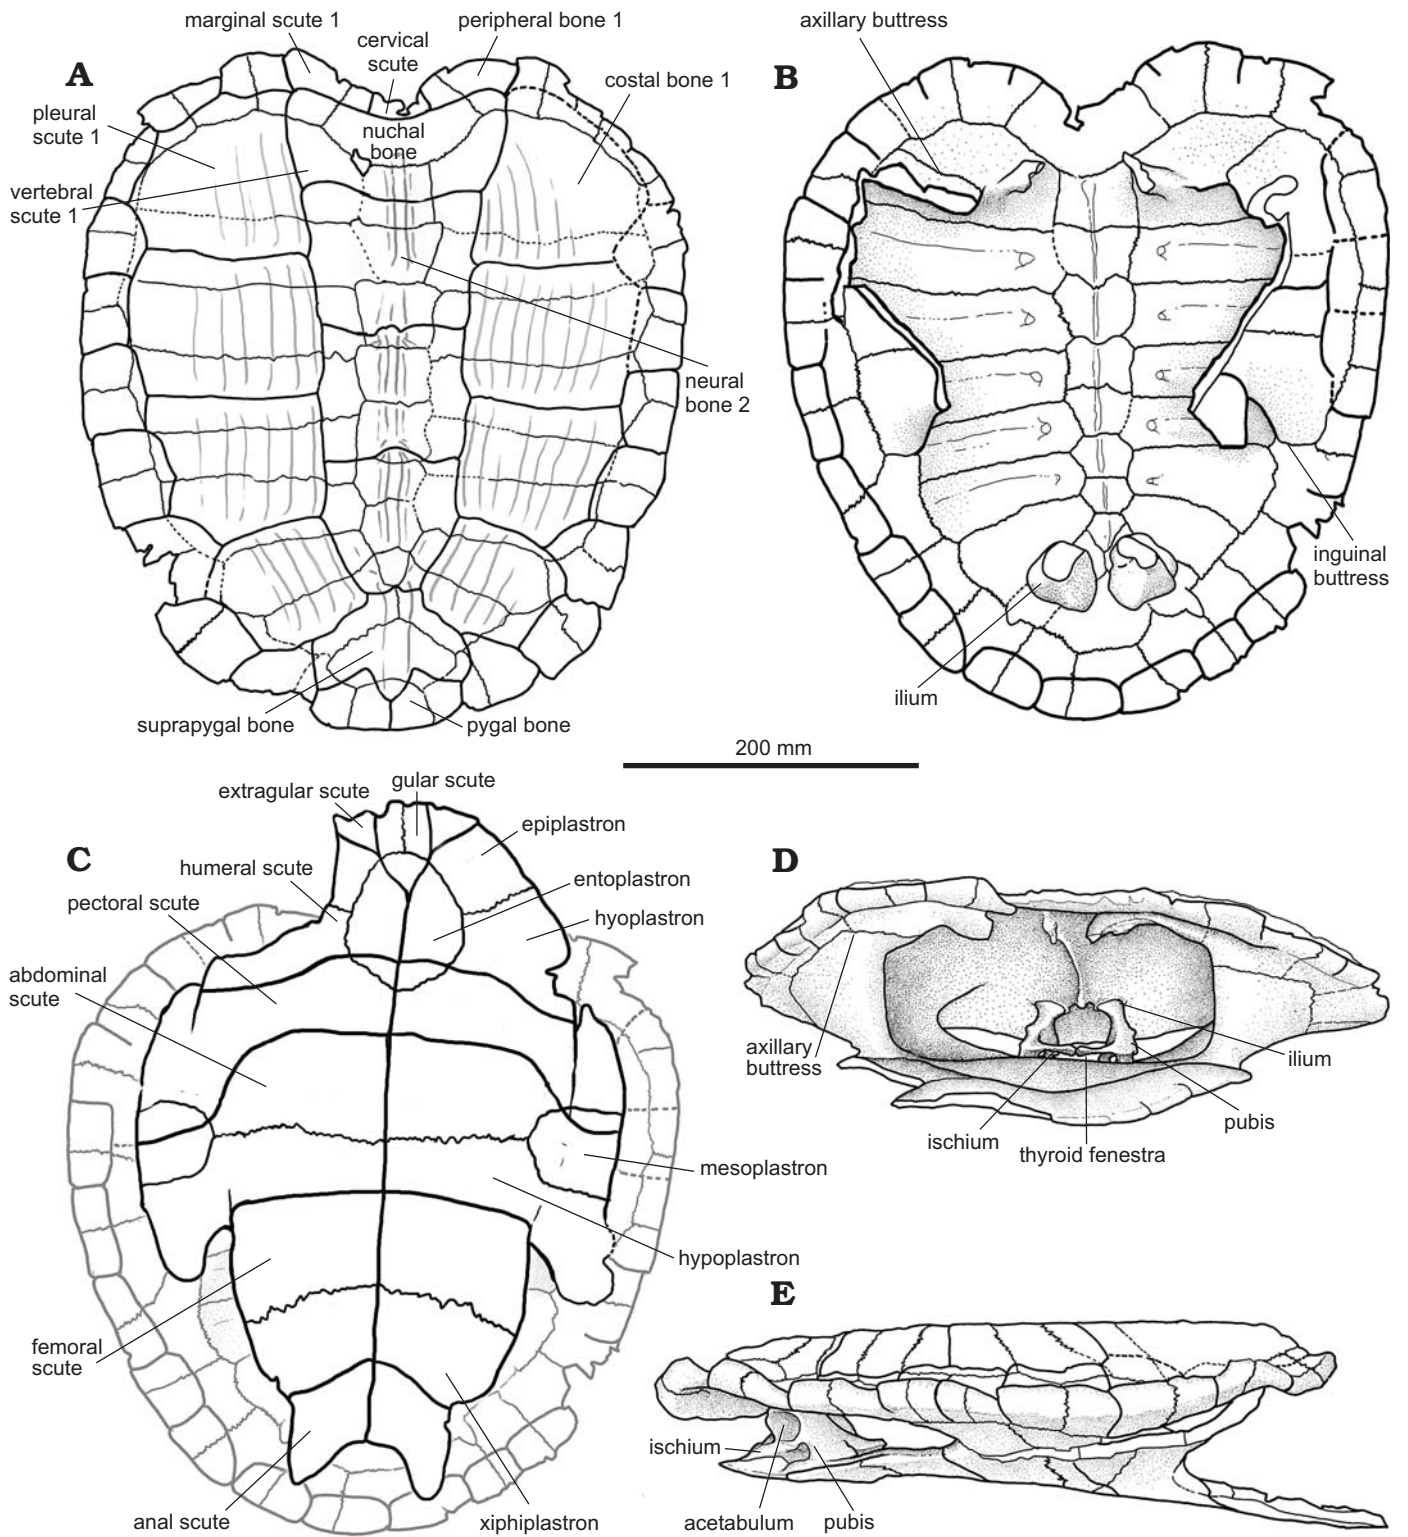 marginal scute 1
peripheral bone 1
axillary buttress
cervical
scute
A
B
costal bone 1
pleural
scute 1
nuchal
bone
vertebral
scute 1
neural
bone 2
inguinal
buttress
ilium
suprapygal bone
pygal bone
200 mm
extragular scute
gular scute
epiplastron
C
D
humeral scute
entoplastron
pectoral scute
hyoplastron
abdominal
scute
axillary
buttress
ilium
pubis
ischium
thyroid fenestra
mesoplastron
hypoplastron
E
femoral
scute
ischium
anal scute
xiphiplastron
acetabulum
pubis